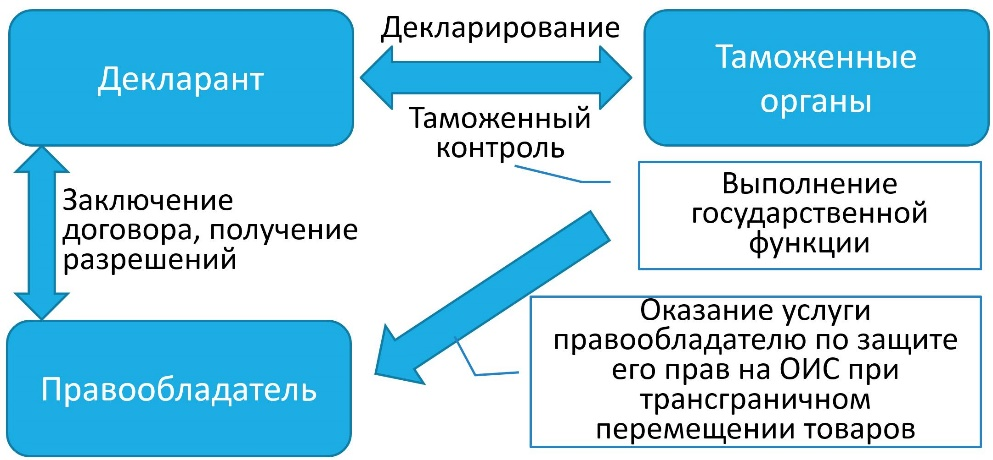 Декларант
Декларирование
Таможенные
органы
Таможенный
контроль
Заключение
договора, получение
разрешений
Выполнение
государственной
функции
Правообладатель
Оказание услуги
правообладателю по защите
его прав на ОИС при
трансграничном
перемещении товаров